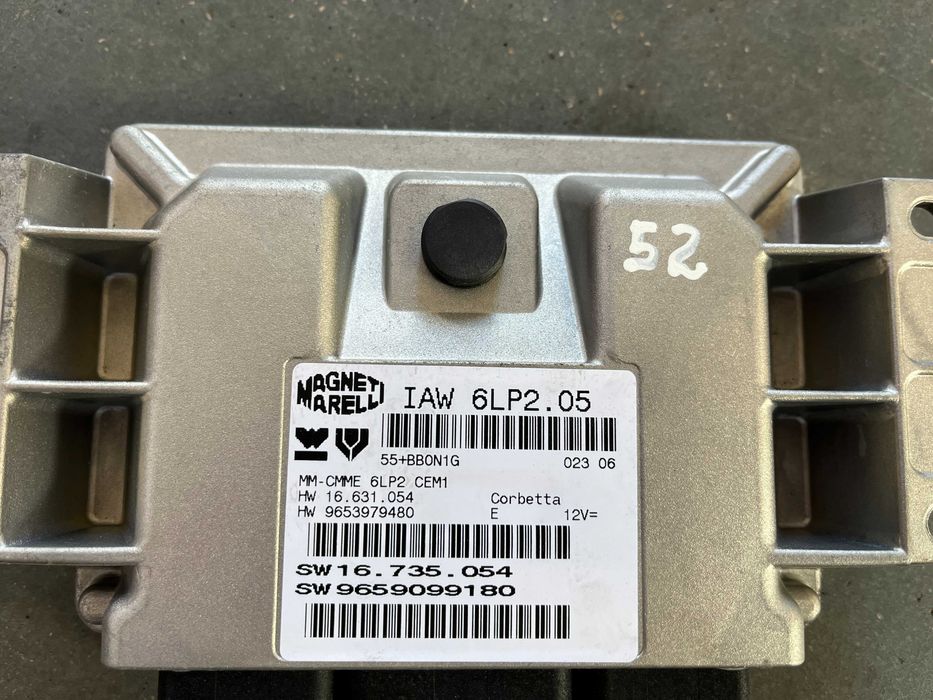 52
MAGNETI
MARELLI
IAW 6LP2.05
55+BB0N1G 023 06
MM-CMME 6LP2 CEM1
HW 16.631.054 Corbetta
HW 9653979480 E 12V=
SW 16.735.054
SW 9659099180